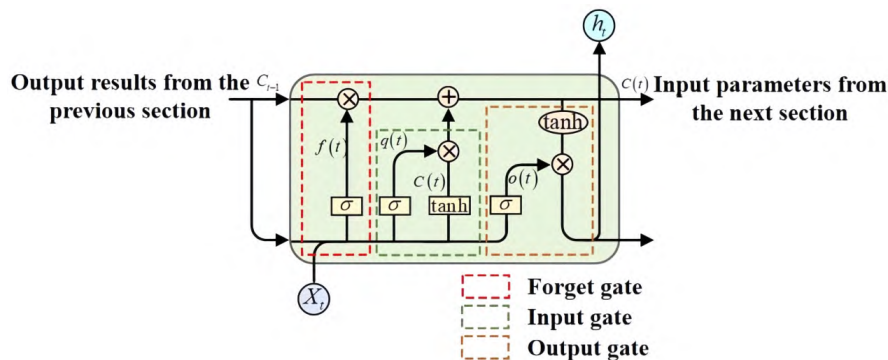 h_t
Output results from the
previous section
C_{t-1}
C(t)
Input parameters from
the next section
tanh
f(t)
q(t)
C(t)
o(t)
σ
σ
tanh
σ
X_t
Forget gate
Input gate
Output gate